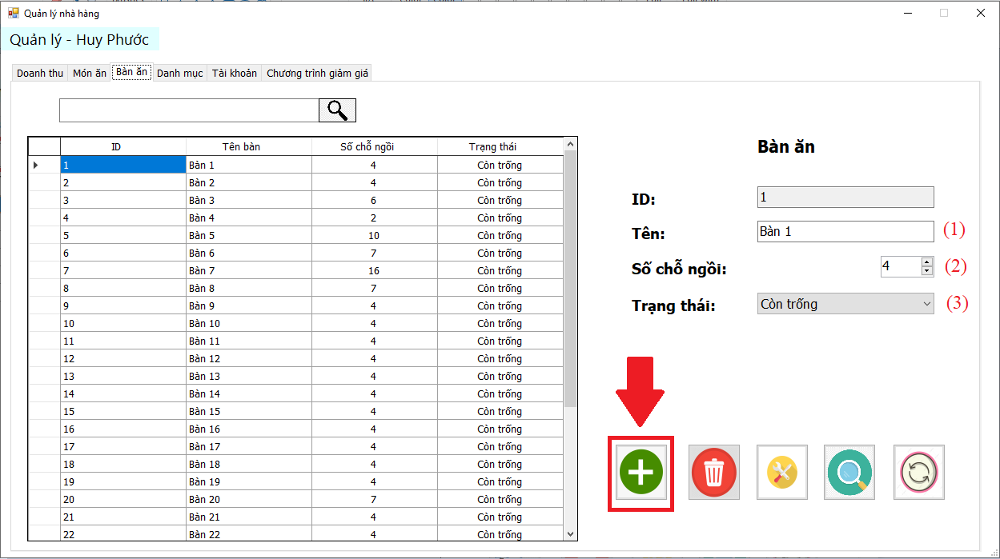 Quản lý nhà hàng
Quản lý - Huy Phước
Doanh thu Món ăn Bàn ăn Danh mục Tài khoản Chương trình giảm giá
ID Tên bàn Số chỗ ngồi Trạng thái
1 Bàn 1 4 Còn trống
2 Bàn 2 4 Còn trống
3 Bàn 3 6 Còn trống
4 Bàn 4 2 Còn trống
5 Bàn 5 10 Còn trống
6 Bàn 6 7 Còn trống
7 Bàn 7 16 Còn trống
8 Bàn 8 7 Còn trống
9 Bàn 9 4 Còn trống
10 Bàn 10 4 Còn trống
11 Bàn 11 4 Còn trống
12 Bàn 12 4 Còn trống
13 Bàn 13 4 Còn trống
14 Bàn 14 4 Còn trống
15 Bàn 15 4 Còn trống
16 Bàn 16 4 Còn trống
17 Bàn 17 4 Còn trống
18 Bàn 18 4 Còn trống
19 Bàn 19 4 Còn trống
20 Bàn 20 7 Còn trống
21 Bàn 21 4 Còn trống
22 Bàn 22 4 Còn trống
Bàn ăn
ID: 1
Tên: Bàn 1 (1)
Số chỗ ngồi: 4 (2)
Trạng thái: Còn trống (3)